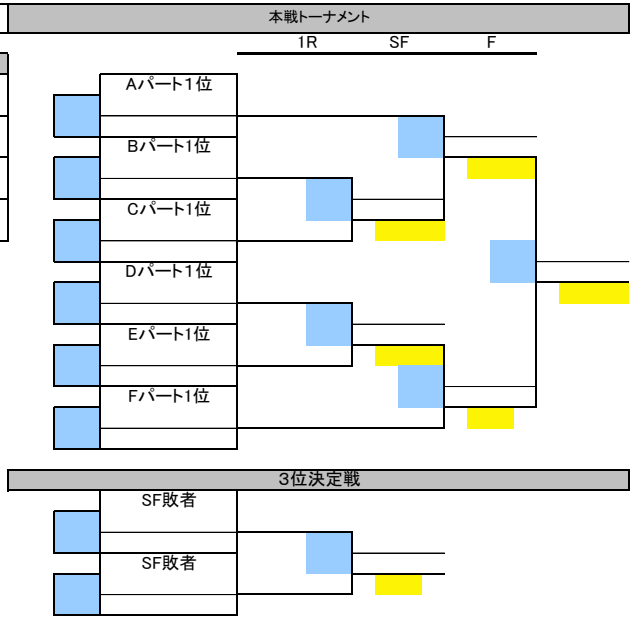 本戦トーナメント
1R SF F
Aパート１位
Bパート1位
Cパート1位
Dパート1位
Eパート1位
Fパート1位
３位決定戦
SF敗者
SF敗者